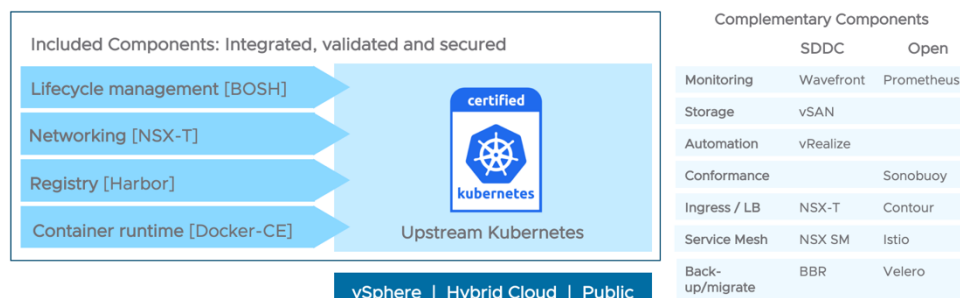 Included Components: Integrated, validated and secured
Lifecycle management [BOSH]
Networking [NSX-T]
Registry [Harbor]
Container runtime [Docker-CE]
certified
kubernetes
Upstream Kubernetes
vSphere | Hybrid Cloud | Public
Complementary Components
SDDC Open
Monitoring Wavefront Prometheus
Storage vSAN
Automation vRealize
Conformance Sonobuoy
Ingress / LB NSX-T Contour
Service Mesh NSX SM Istio
Back-
up/migrate BBR Velero